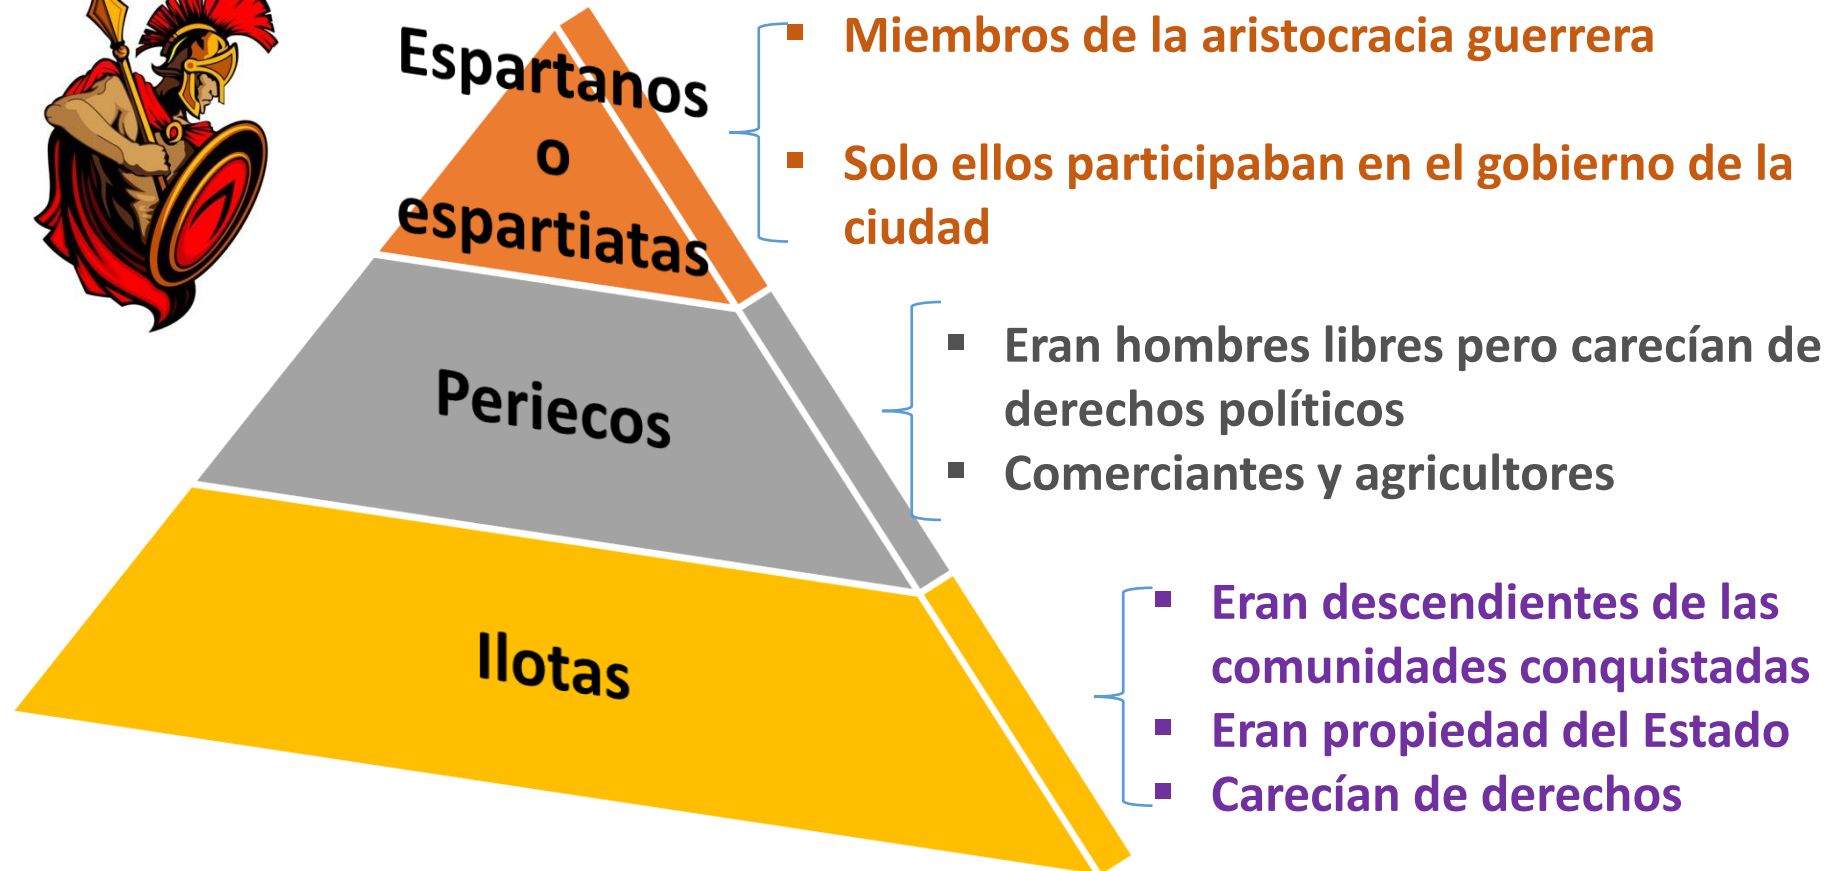 Espartanos
o
espartiatas
▪ Miembros de la aristocracia guerrera
▪ Solo ellos participaban en el gobierno de la
ciudad
Periecos
▪ Eran hombres libres pero carecían de
derechos políticos
▪ Comerciantes y agricultores
Ilotas
▪ Eran descendientes de las
comunidades conquistadas
▪ Eran propiedad del Estado
▪ Carecían de derechos